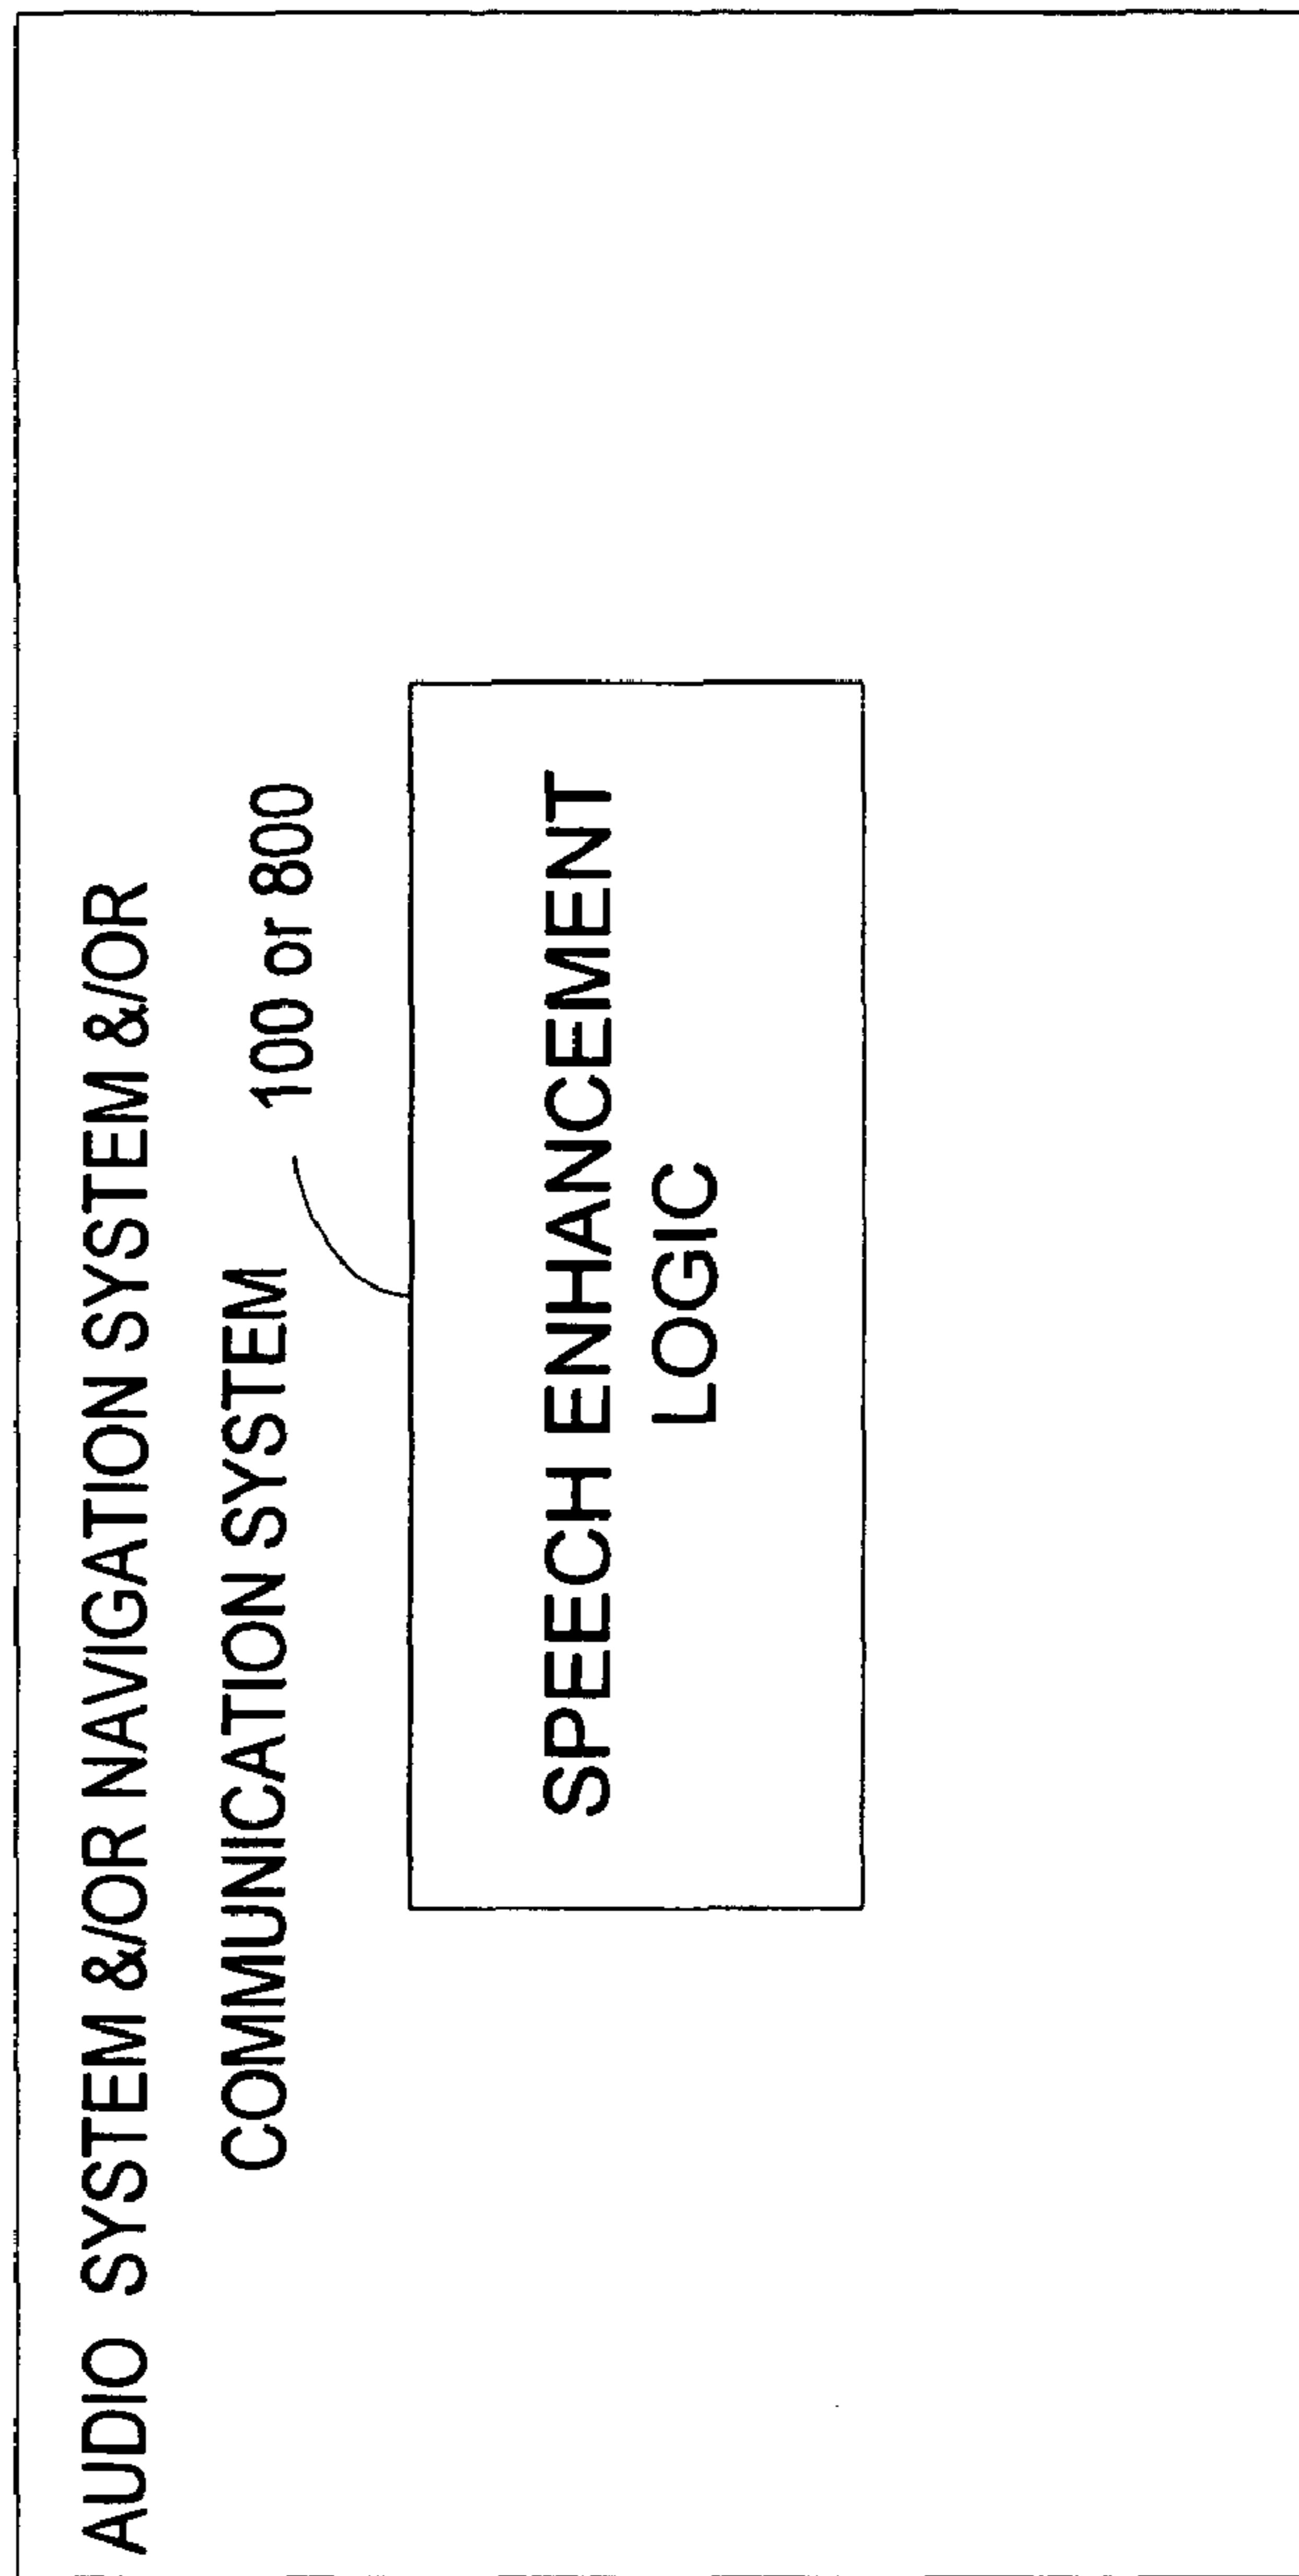 AUDIO SYSTEM &/OR NAVIGATION SYSTEM &/OR
COMMUNICATION SYSTEM
100 or 800
SPEECH ENHANCEMENT
LOGIC